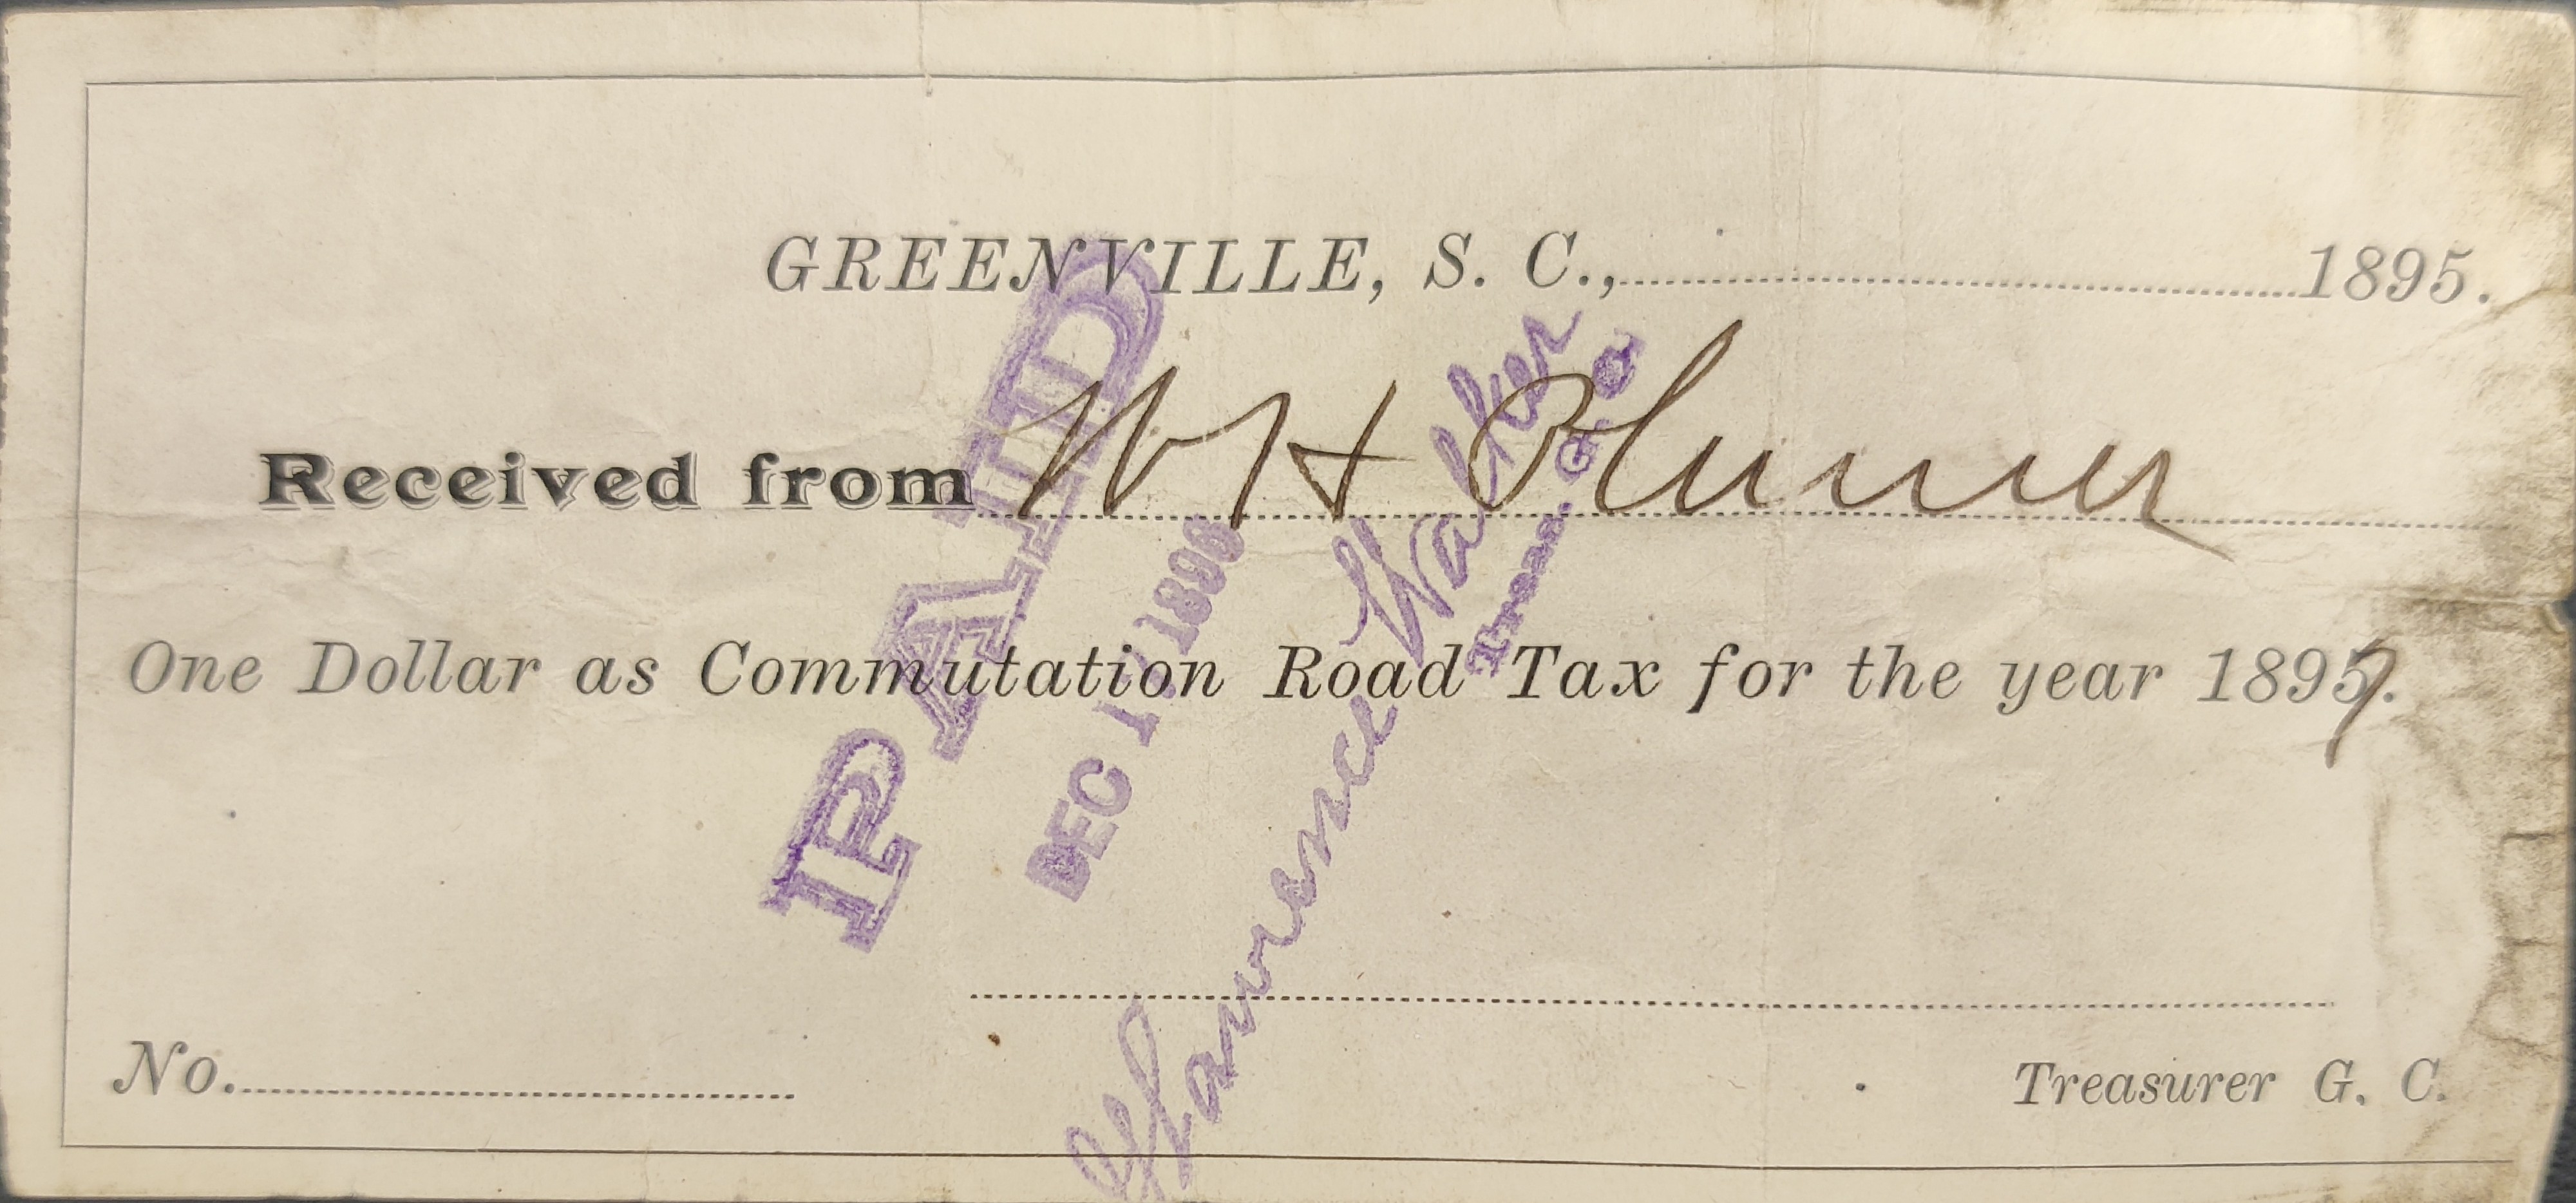 GREENVILLE, S. C., 1895.
Received from W H Plumer
One Dollar as Commutation Road Tax for the year 1897.
No.
Treasurer G. C.
PAID
DEC
Lawrence Walker
Treas. G. C.